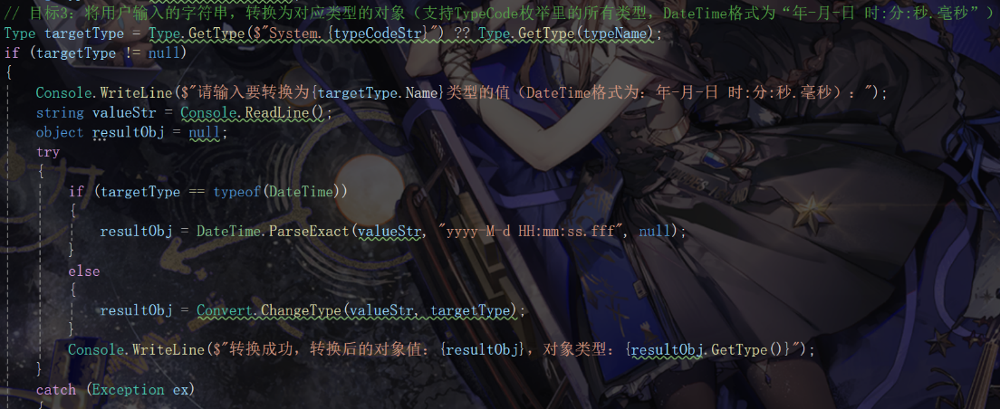 // 目标3：将用户输入的字符串，转换为对应类型的对象（支持TypeCode枚举里的所有类型，DateTime格式为“年-月-日 时:分:秒.毫秒”）
Type targetType = Type.GetType($"System.{typeCodeStr}") ?? Type.GetType(typeName);
if (targetType != null)
{
Console.WriteLine($"请输入要转换为{targetType.Name}类型的值（DateTime格式为：年-月-日 时:分:秒.毫秒）：");
string valueStr = Console.ReadLine();
object resultObj = null;
try
{
if (targetType == typeof(DateTime))
{
resultObj = DateTime.ParseExact(valueStr, "yyyy-M-d HH:mm:ss.fff", null);
}
else
{
resultObj = Convert.ChangeType(valueStr, targetType);
}
Console.WriteLine($"转换成功，转换后的对象值：{resultObj}，对象类型：{resultObj.GetType()}");
}
catch (Exception ex)